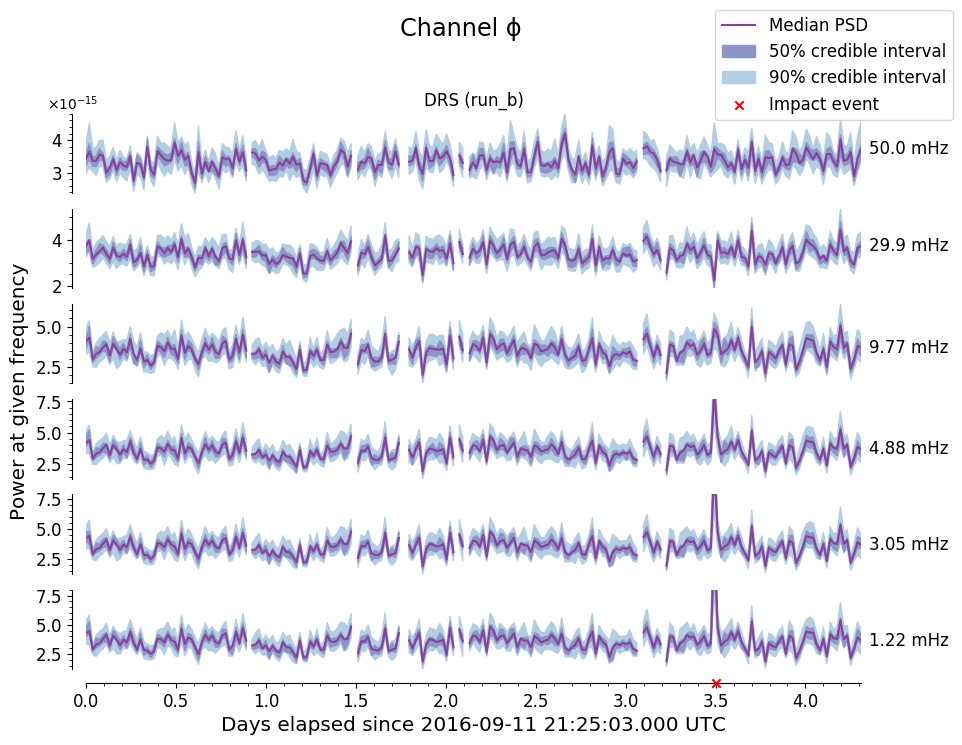 Channel ϕ
Median PSD
50% credible interval
90% credible interval
Impact event
DRS (run_b)
×10⁻¹⁵
4
3
50.0 mHz
4
2
29.9 mHz
5.0
2.5
9.77 mHz
7.5
5.0
2.5
4.88 mHz
7.5
5.0
2.5
3.05 mHz
7.5
5.0
2.5
1.22 mHz
Power at given frequency
0.0 0.5 1.0 1.5 2.0 2.5 3.0 3.5 4.0
Days elapsed since 2016-09-11 21:25:03.000 UTC